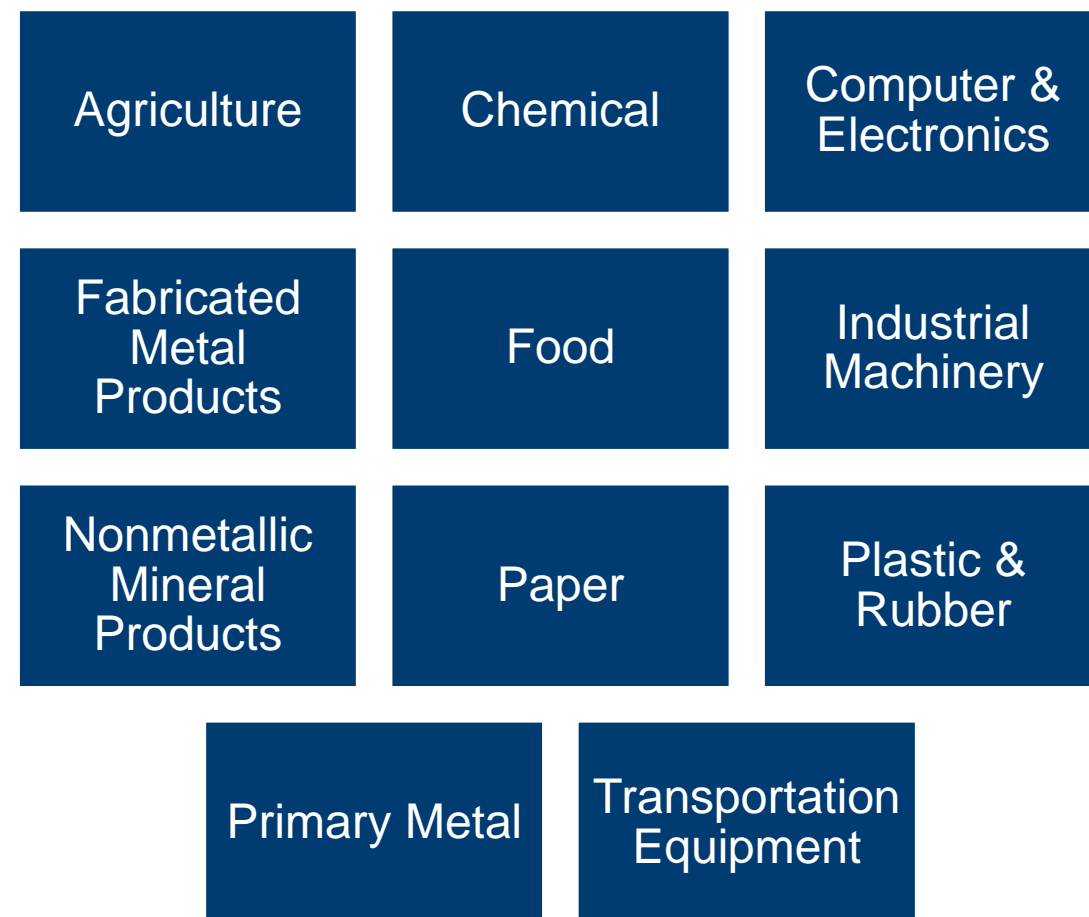 Agriculture
Chemical
Computer &
Electronics
Fabricated
Metal
Products
Food
Industrial
Machinery
Nonmetallic
Mineral
Products
Paper
Plastic &
Rubber
Primary Metal
Transportation
Equipment